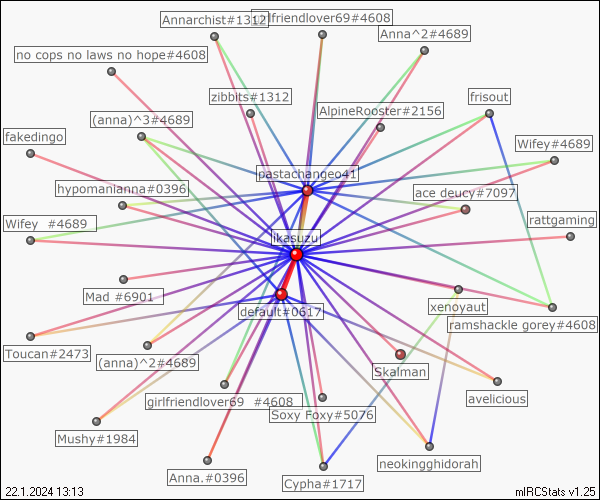 Annarchist#1312
girlfriendlover69#4608
Anna^2#4689
no cops no laws no hope#4608
zibbits#1312
AlpineRooster#2156
frisout
(anna)^3#4689
fakedingo
Wifey#4689
pastachangeo41
hypomanianna#0396
ace deucy#7097
Wifey_#4689
ikasuzu
rattgaming
Mad #6901
xenoyaut
default#0617
ramshackle gorey#4608
Toucan#2473
(anna)^2#4689
Skalman
girlfriendlover69_#4608
avelicious
Soxy Foxy#5076
Mushy#1984
neokingghidorah
Anna.#0396
Cypha#1717
22.1.2024 13:13
mIRCStats v1.25